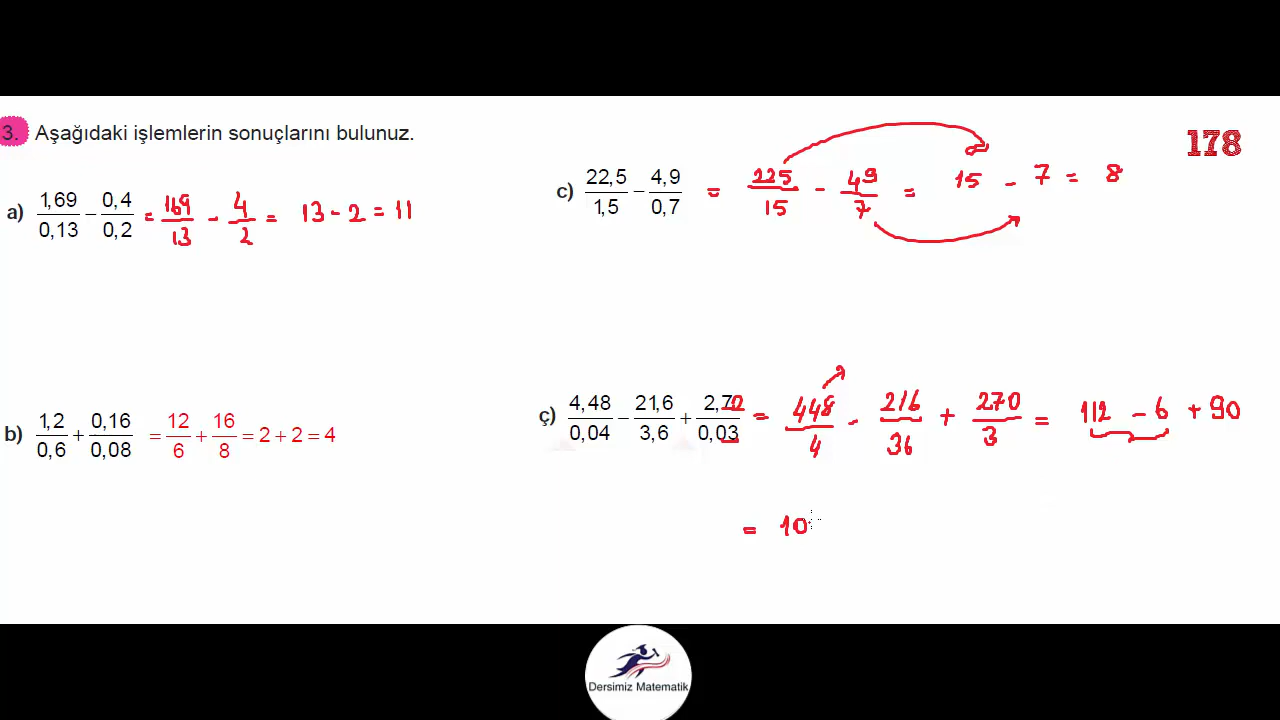 3. Aşağıdaki işlemlerin sonuçlarını bulunuz.
178
a) 1,69/0,13 − 0,4/0,2 = 169/13 - 4/2 = 13 - 2 = 11
c) 22,5/1,5 − 4,9/0,7 = 225/15 - 49/7 = 15 - 7 = 8
b) 1,2/0,6 + 0,16/0,08 = 12/6 + 16/8 = 2 + 2 = 4
ç) 4,48/0,04 − 21,6/3,6 + 2,70/0,03 = 448/4 - 216/36 + 270/3 = 112 - 6 + 90
= 10
Dersimiz Matematik